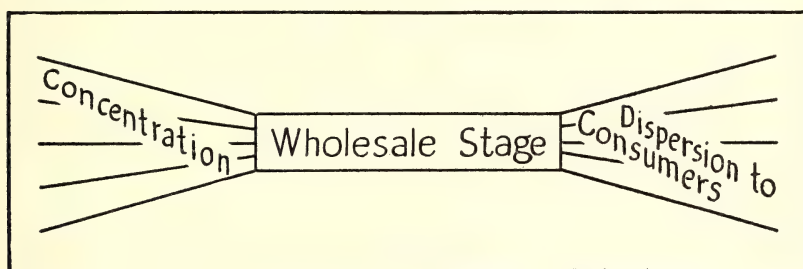 Concentration
Wholesale Stage
Dispersion to
Consumers